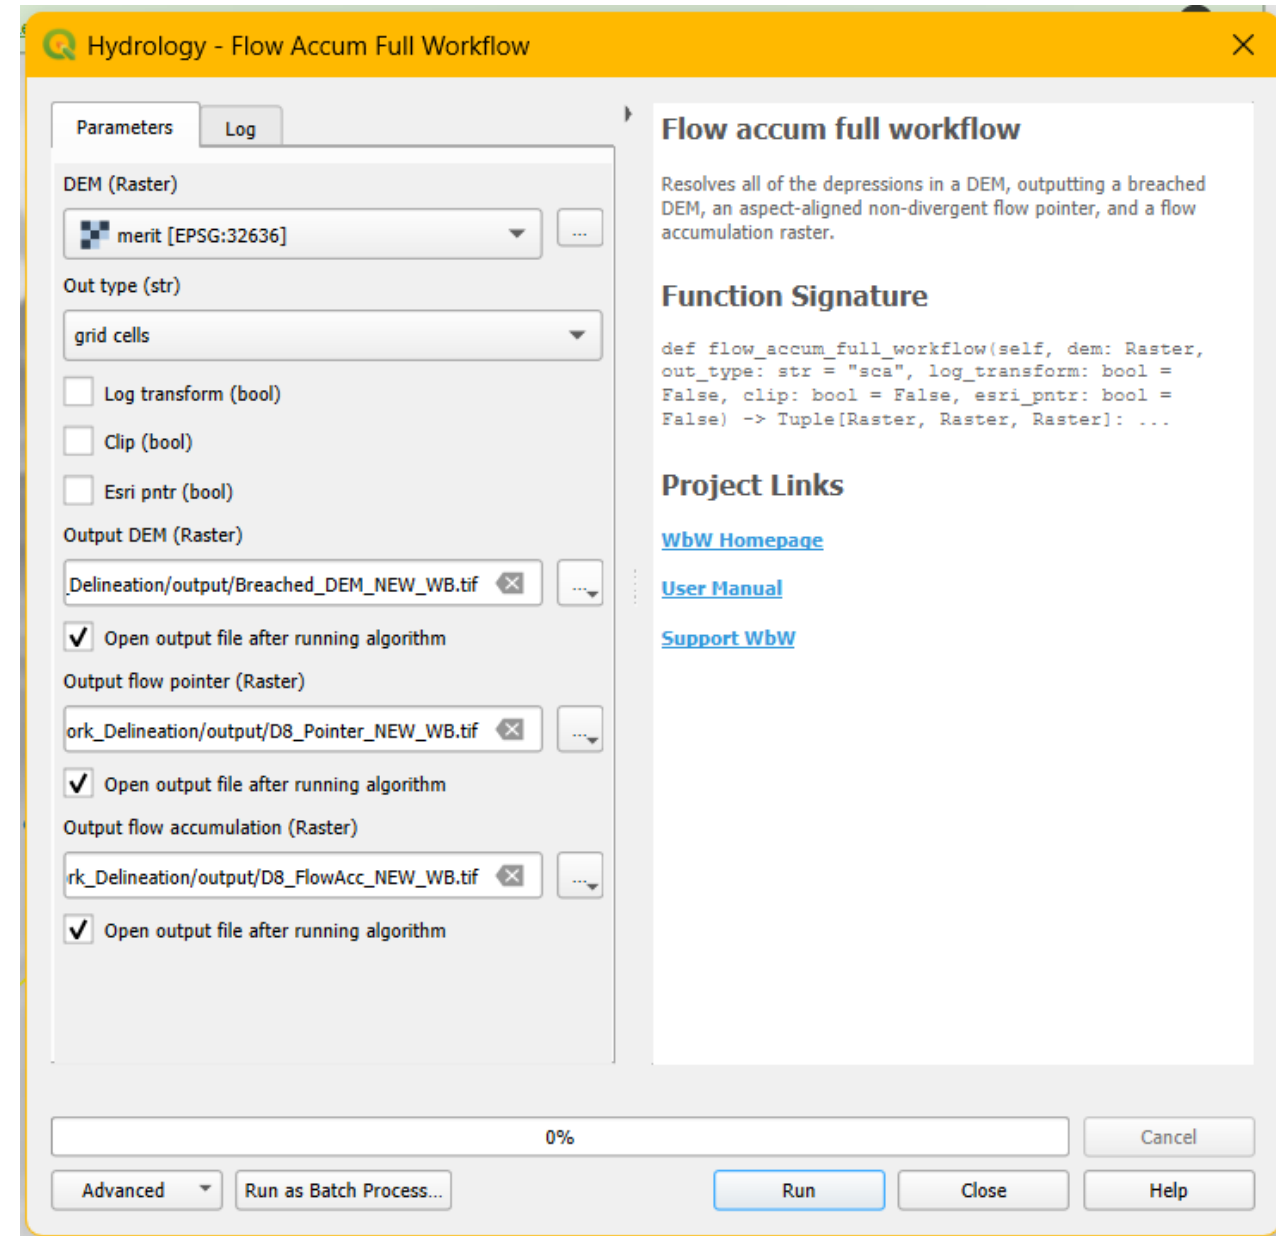 Hydrology - Flow Accum Full Workflow
Parameters
Log
DEM (Raster)
merit [EPSG:32636]
...
Out type (str)
grid cells
Log transform (bool)
Clip (bool)
Esri pntr (bool)
Output DEM (Raster)
_Delineation/output/Breached_DEM_NEW_WB.tif
...
Open output file after running algorithm
Output flow pointer (Raster)
ork_Delineation/output/D8_Pointer_NEW_WB.tif
...
Open output file after running algorithm
Output flow accumulation (Raster)
rk_Delineation/output/D8_FlowAcc_NEW_WB.tif
...
Open output file after running algorithm
Flow accum full workflow
Resolves all of the depressions in a DEM, outputting a breached
DEM, an aspect-aligned non-divergent flow pointer, and a flow
accumulation raster.
Function Signature
def flow_accum_full_workflow(self, dem: Raster,
out_type: str = "sca", log_transform: bool =
False, clip: bool = False, esri_pntr: bool =
False) -> Tuple[Raster, Raster, Raster]: ...
Project Links
WbW Homepage
User Manual
Support WbW
0%
Cancel
Advanced
Run as Batch Process...
Run
Close
Help